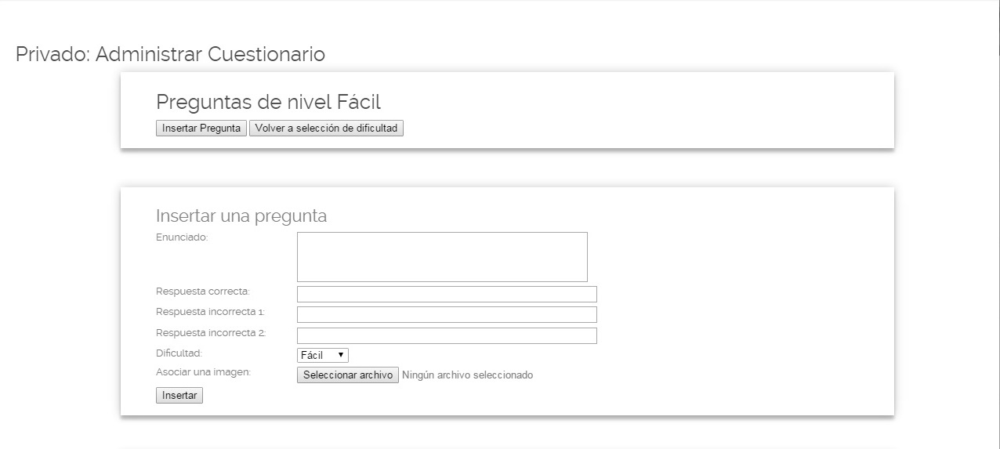 Privado: Administrar Cuestionario
Preguntas de nivel Fácil
Insertar Pregunta Volver a selección de dificultad
Insertar una pregunta
Enunciado:
Respuesta correcta:
Respuesta incorrecta 1:
Respuesta incorrecta 2:
Dificultad: Fácil
Asociar una imagen: Seleccionar archivo Ningún archivo seleccionado
Insertar